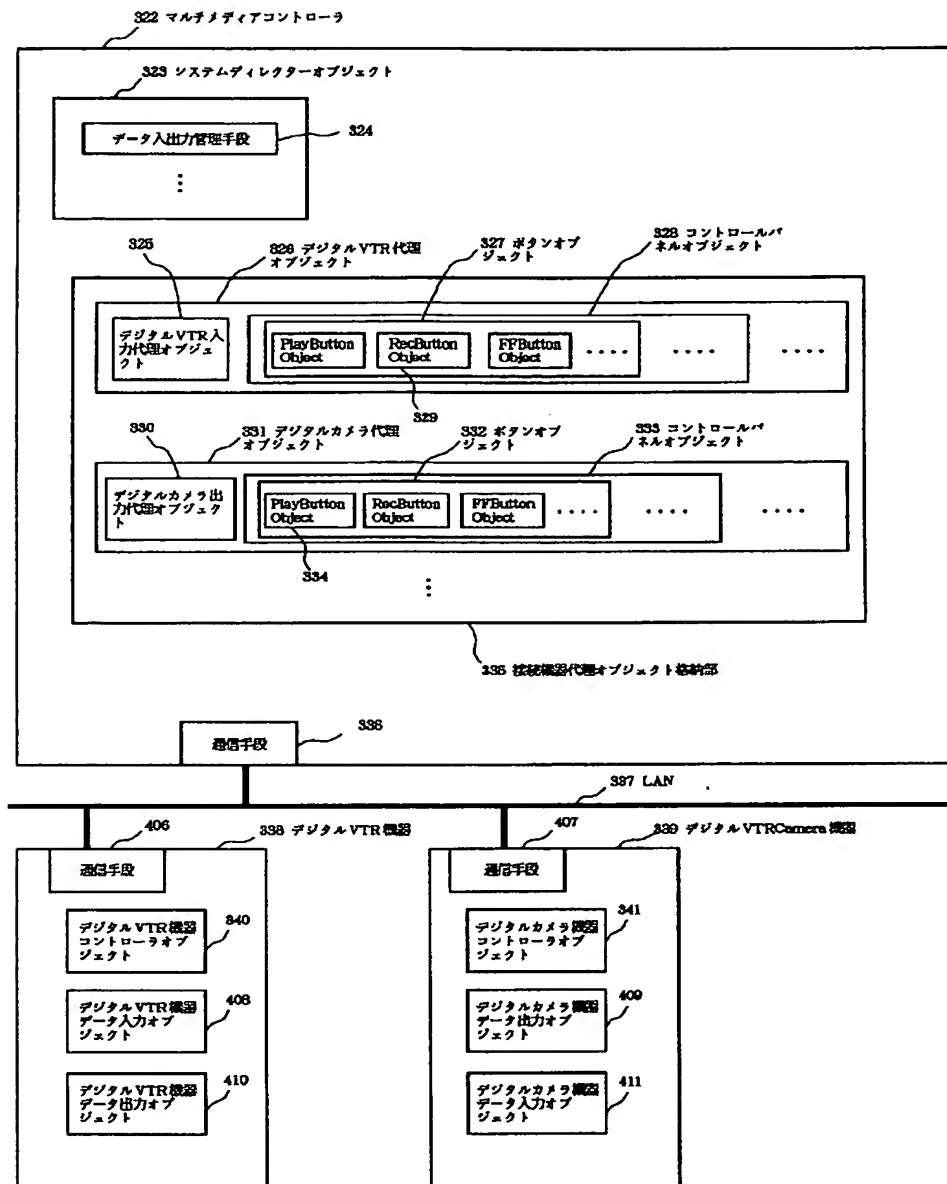 322 マルチメディアコントローラ
323 システムディレクターオブジェクト
データ入出力管理手段
324
325
326 デジタルVTR代理
オブジェクト
327 ボタンオブ
ジェクト
328 コントロールパ
ネルオブジェクト
デジタルVTR入
力代理オブジェ
クト
PlayButton
Object
RecButton
Object
FFButton
Object
329
330
331 デジタルカメラ代理
オブジェクト
332 ボタンオブ
ジェクト
333 コントロールパ
ネルオブジェクト
デジタルカメラ出
力代理オブジェク
ト
PlayButton
Object
RecButton
Object
FFButton
Object
334
335 接続機器代理オブジェクト格納部
通信手段
336
337 LAN
406
338 デジタルVTR機器
407
339 デジタルVTRCamera機器
通信手段
通信手段
デジタルVTR機器
コントローラオブ
ジェクト
340
デジタルカメラ機器
コントローラオブ
ジェクト
341
デジタルVTR機器
データ入力オブ
ジェクト
408
デジタルカメラ機器
データ出力オブ
ジェクト
409
デジタルVTR機器
データ出力オブ
ジェクト
410
デジタルカメラ機器
データ入力オブ
ジェクト
411